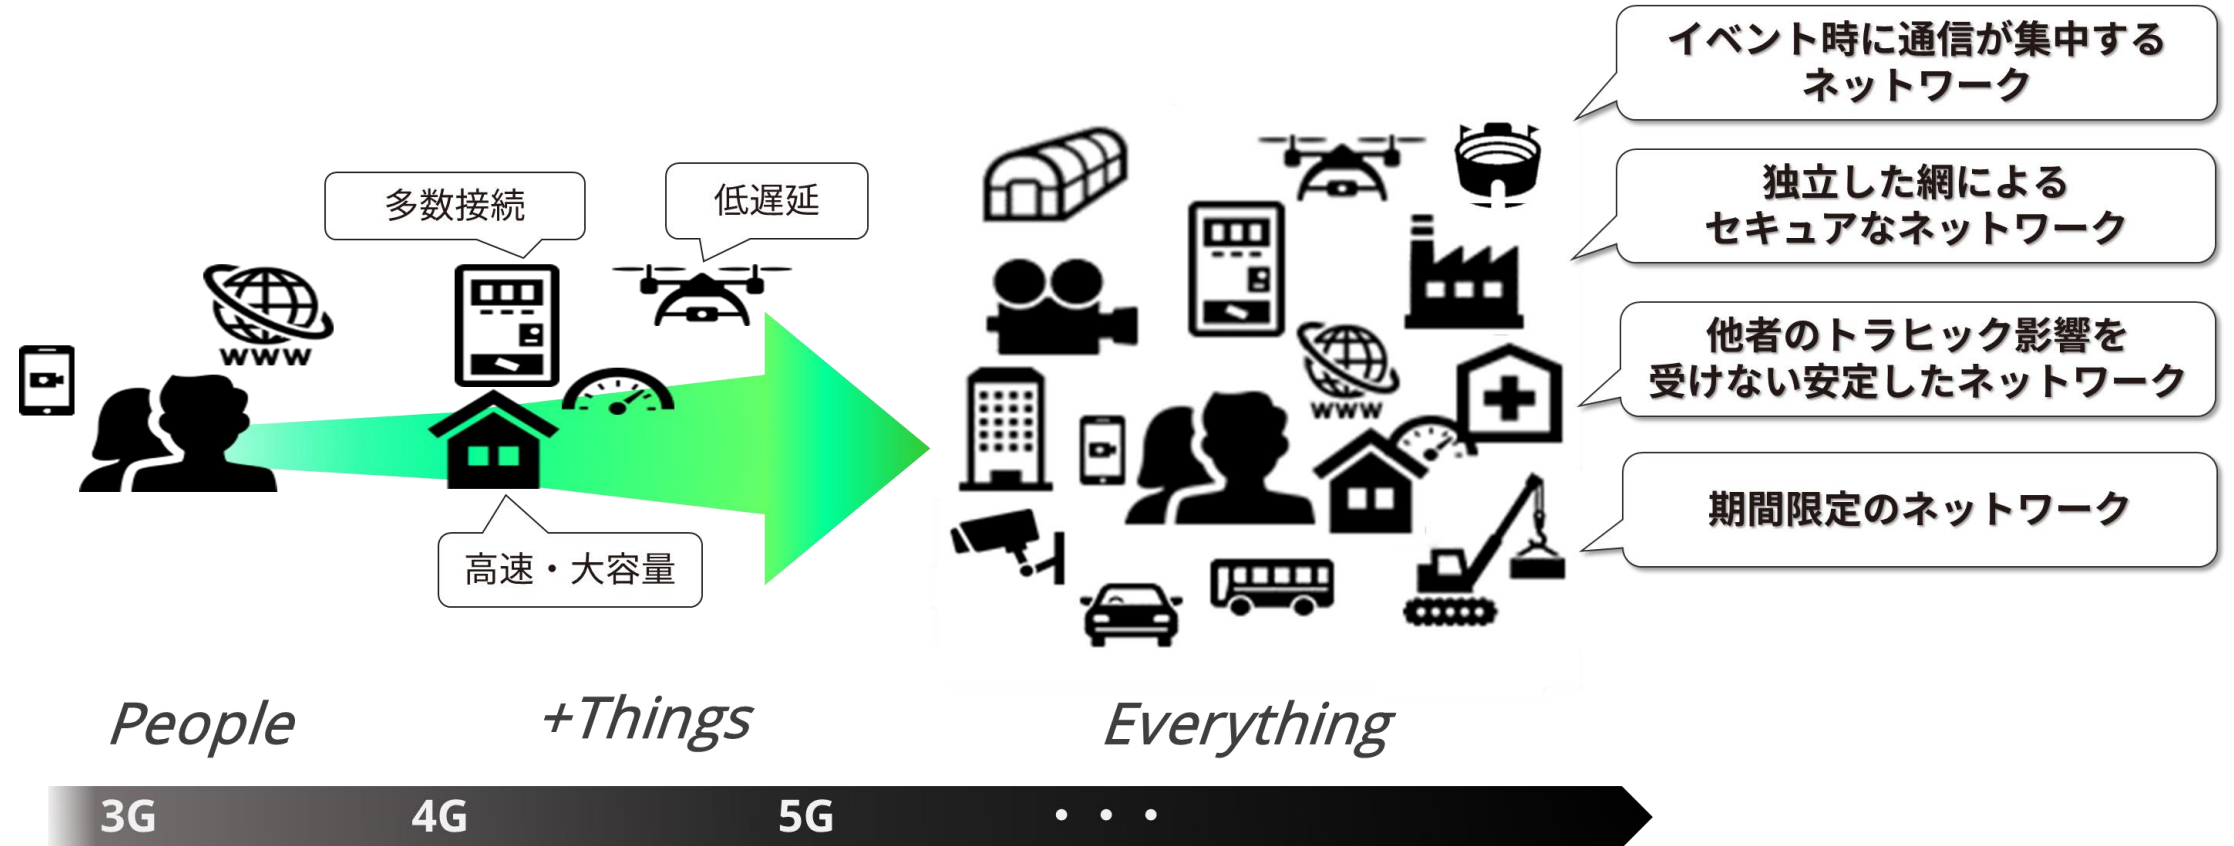 イベント時に通信が集中する
ネットワーク
独立した網による
セキュアなネットワーク
他者のトラヒック影響を
受けない安定したネットワーク
期間限定のネットワーク
多数接続
低遅延
高速・大容量
WWW
WWW
People
+Things
Everything
3G
4G
5G
・・・